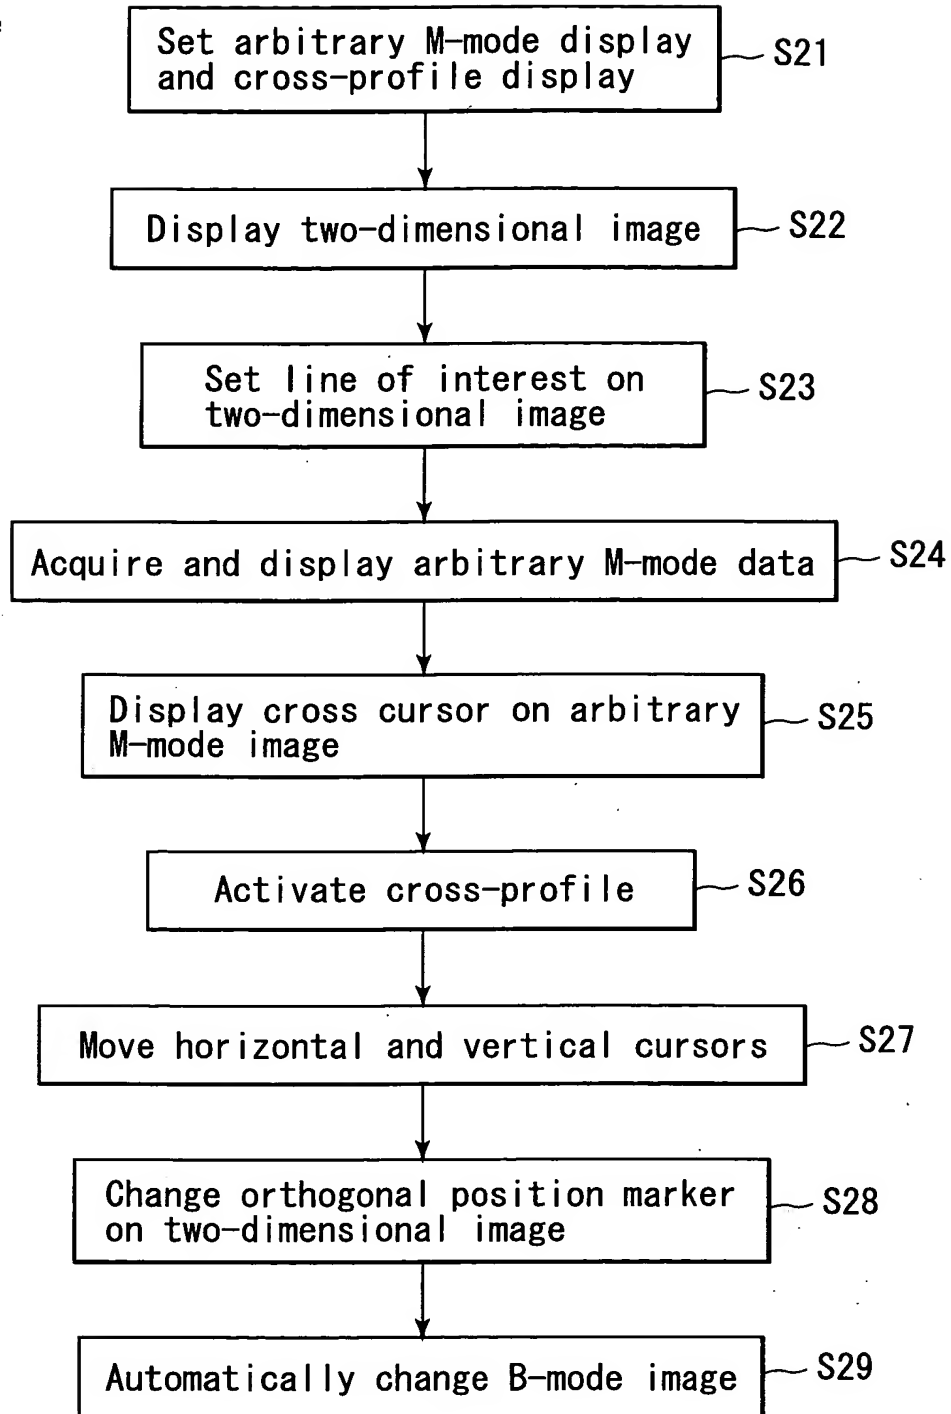 Set arbitrary M-mode display
and cross-profile display
S21
Display two-dimensional image
S22
Set line of interest on
two-dimensional image
S23
Acquire and display arbitrary M-mode data
S24
Display cross cursor on arbitrary
M-mode image
S25
Activate cross-profile
S26
Move horizontal and vertical cursors
S27
Change orthogonal position marker
on two-dimensional image
S28
Automatically change B-mode image
S29